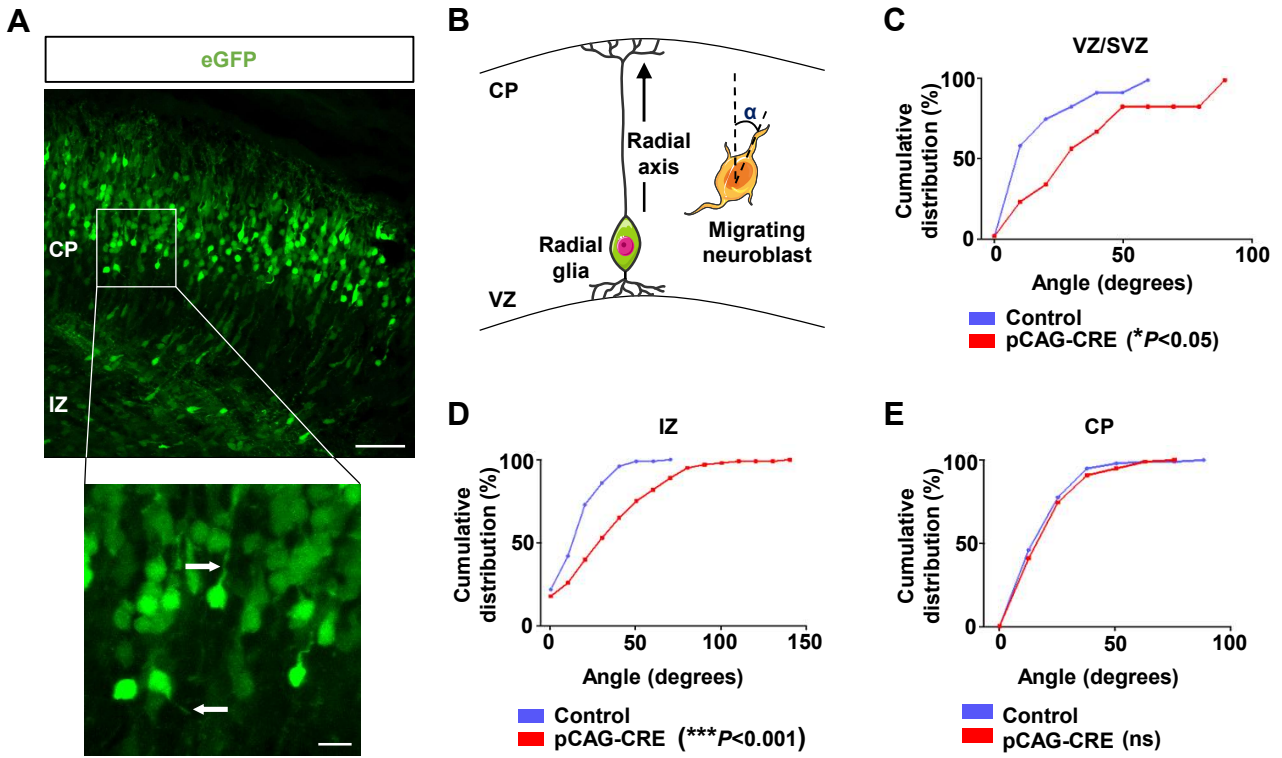 A
eGFP
CP
IZ
B
CP
Radial
axis
α
Radial
glia
Migrating
neuroblast
VZ
C
VZ/SVZ
Cumulative
distribution (%)
100
50
0
0
50
100
Angle (degrees)
Control
pCAG-CRE (*P<0.05)
D
IZ
Cumulative
distribution (%)
100
50
0
0
50
100
150
Angle (degrees)
Control
pCAG-CRE (***P<0.001)
E
CP
Cumulative
distribution (%)
100
50
0
0
50
100
Angle (degrees)
Control
pCAG-CRE (ns)